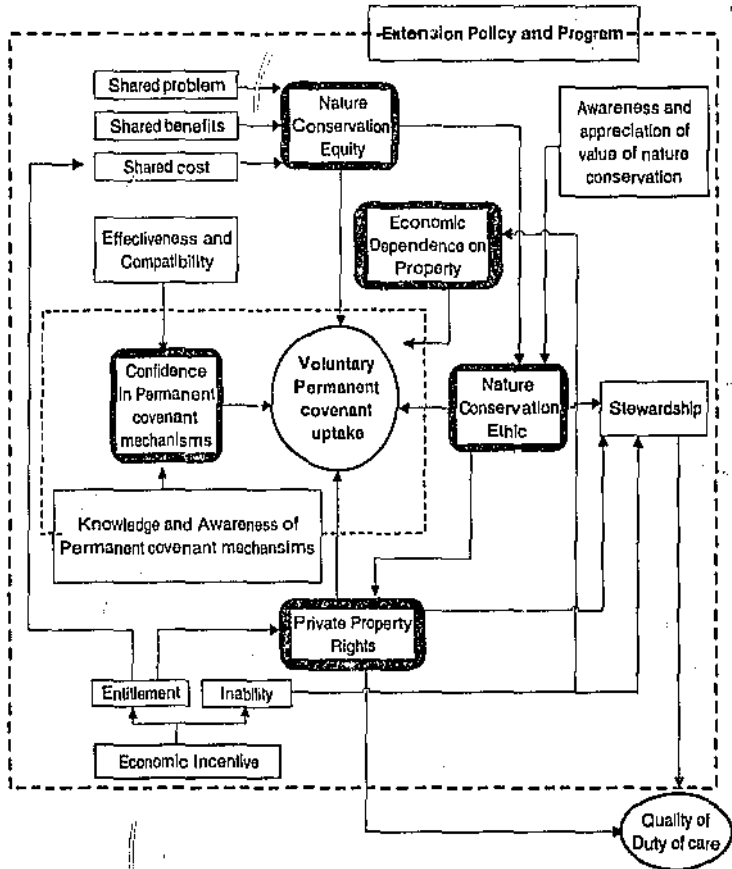 Extension Policy and Program
Shared problem
Shared benefits
Shared cost
Nature
Conservation
Equity
Awareness and
appreciation of
value of nature
conservation
Effectiveness and
Compatibility
Economic
Dependence on
Property
Confidence
In Permanent
covenant
mechanisms
Voluntary
Permanent
covenant
uptake
Nature
Conservation
Ethic
Stewardship
Knowledge and Awareness of
Permanent covenant mechansims
Private Property
Rights
Entitlement
Inability
Economic Incentive
Quality of
Duty of care